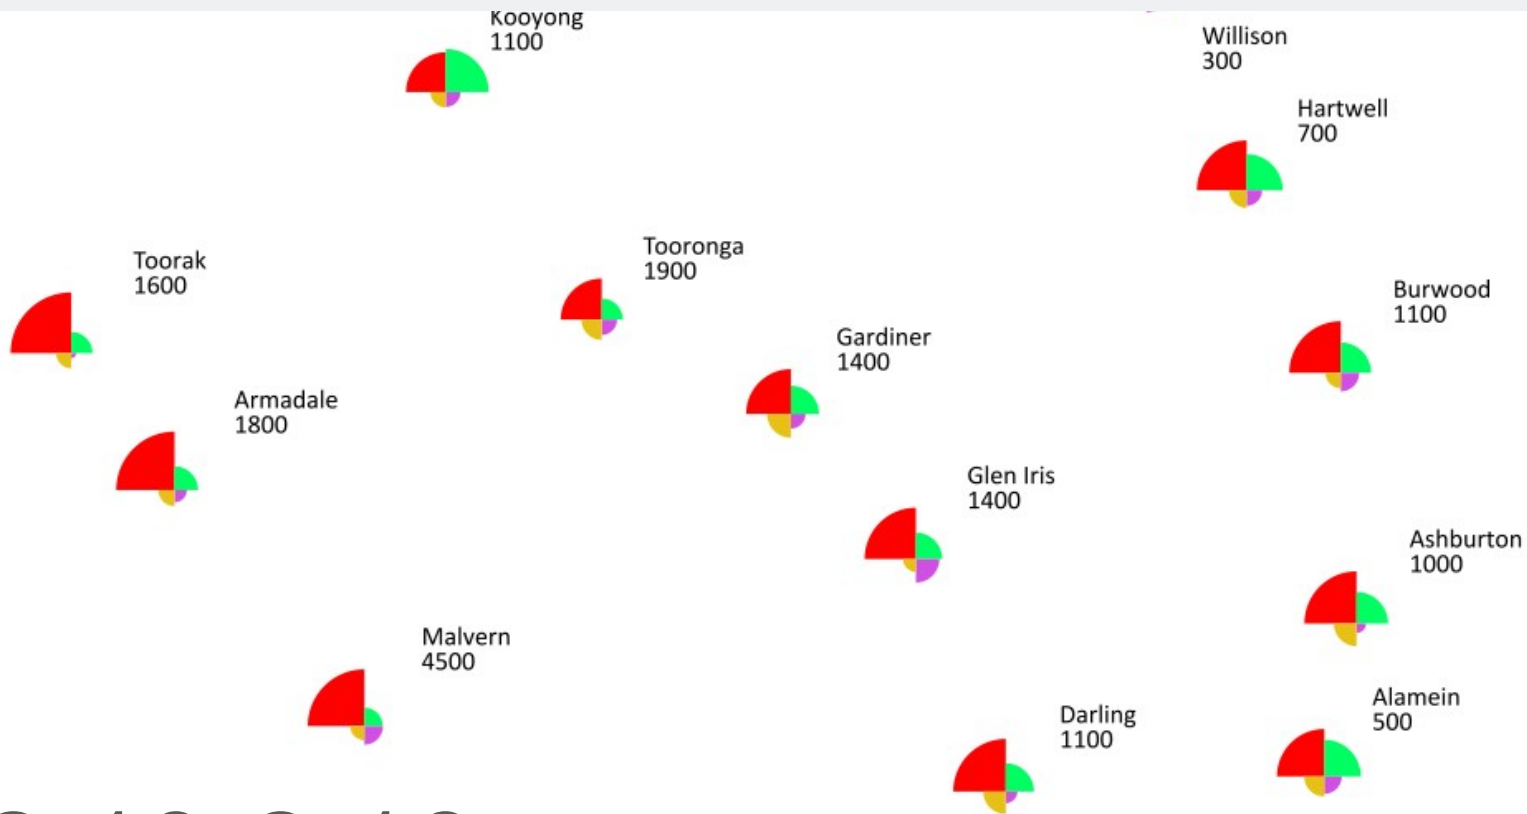 Kooyong
1100
Willison
300
Hartwell
700
Toorak
1600
Tooronga
1900
Burwood
1100
Gardiner
1400
Armadale
1800
Glen Iris
1400
Ashburton
1000
Malvern
4500
Alamein
500
Darling
1100